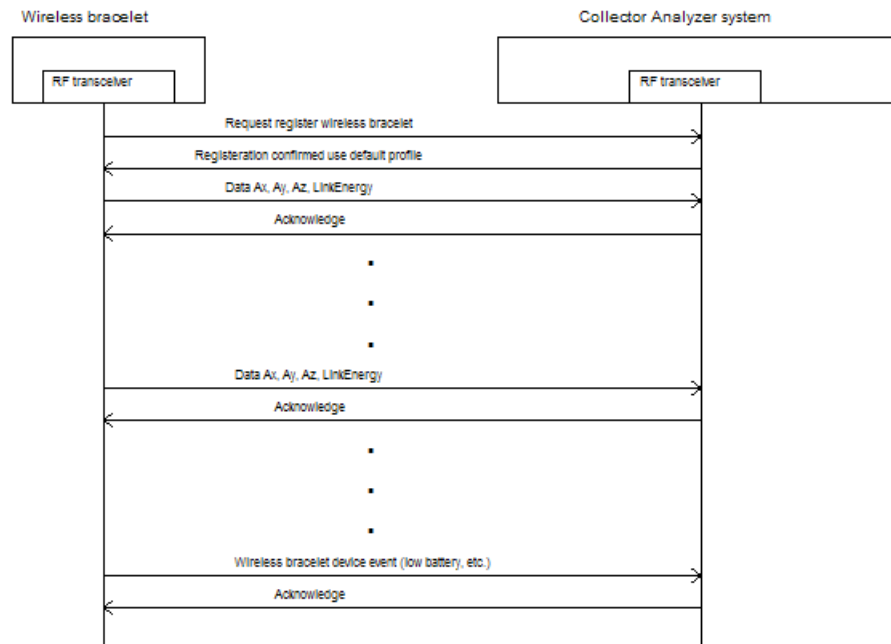 Wireless bracelet
Collector Analyzer system
RF transceiver
RF transceiver
Request register wireless bracelet
Registeration confirmed use default profile
Data Ax, Ay, Az, LinkEnergy
Acknowledge
Data Ax, Ay, Az, LinkEnergy
Acknowledge
Wireless bracelet device event (low battery, etc.)
Acknowledge